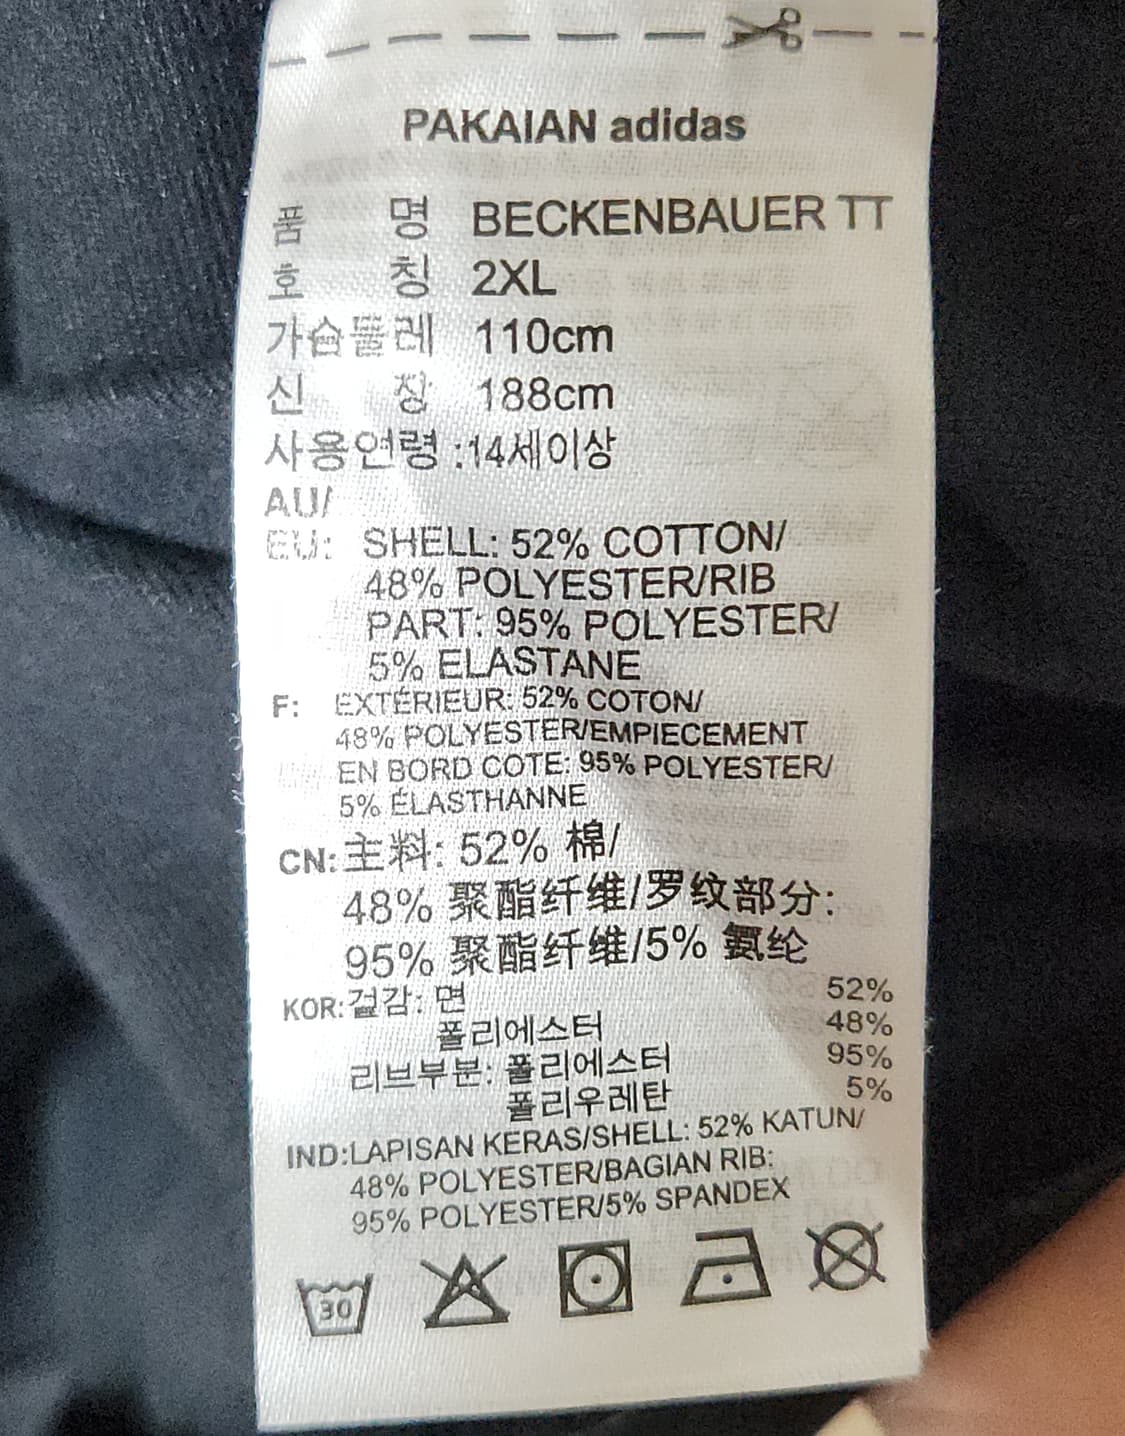 PAKAIAN adidas
품 명 BECKENBAUER TT
호 칭 2XL
가슴둘레 110cm
신 장 188cm
사용연령 :14세이상
AU/
EU: SHELL: 52% COTTON/
48% POLYESTER/RIB
PART: 95% POLYESTER/
5% ELASTANE
F: EXTÉRIEUR: 52% COTON/
48% POLYESTER/EMPIECEMENT
EN BORD COTE: 95% POLYESTER/
5% ÉLASTHANNE
CN: 主料: 52% 棉/
48% 聚酯纤维/罗纹部分:
95% 聚酯纤维/5% 氨纶
KOR:겉감: 면 52%
폴리에스터 48%
리브부분: 폴리에스터 95%
폴리우레탄 5%
IND:LAPISAN KERAS/SHELL: 52% KATUN/
48% POLYESTER/BAGIAN RIB:
95% POLYESTER/5% SPANDEX
30